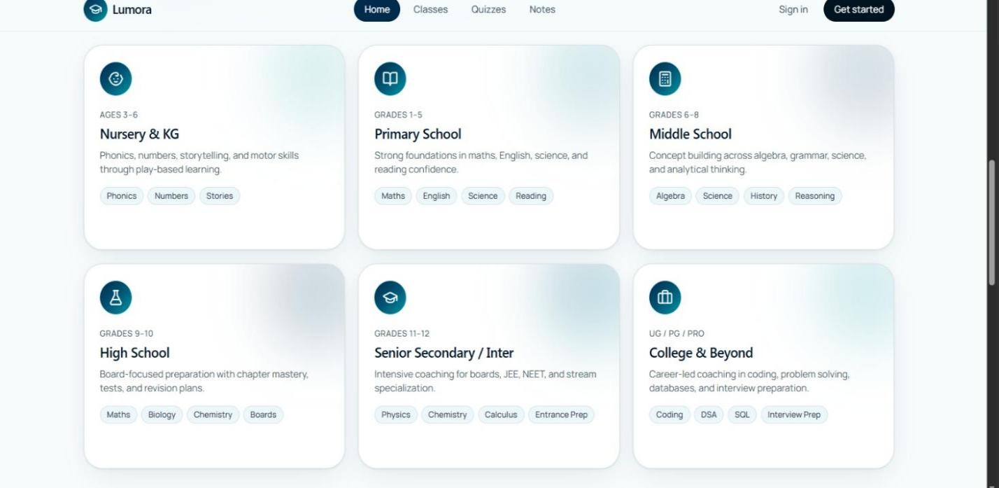 Lumora
Home Classes Quizzes Notes
Sign in Get started
AGES 3-6
Nursery & KG
Phonics, numbers, storytelling, and motor skills
through play-based learning.
Phonics Numbers Stories
GRADES 1-5
Primary School
Strong foundations in maths, English, science, and
reading confidence.
Maths English Science Reading
GRADES 6-8
Middle School
Concept building across algebra, grammar, science,
and analytical thinking.
Algebra Science History Reasoning
GRADES 9-10
High School
Board-focused preparation with chapter mastery,
tests, and revision plans.
Maths Biology Chemistry Boards
GRADES 11-12
Senior Secondary / Inter
Intensive coaching for boards, JEE, NEET, and stream
specialization.
Physics Chemistry Calculus Entrance Prep
UG / PG / PRO
College & Beyond
Career-led coaching in coding, problem solving,
databases, and interview preparation.
Coding DSA SQL Interview Prep